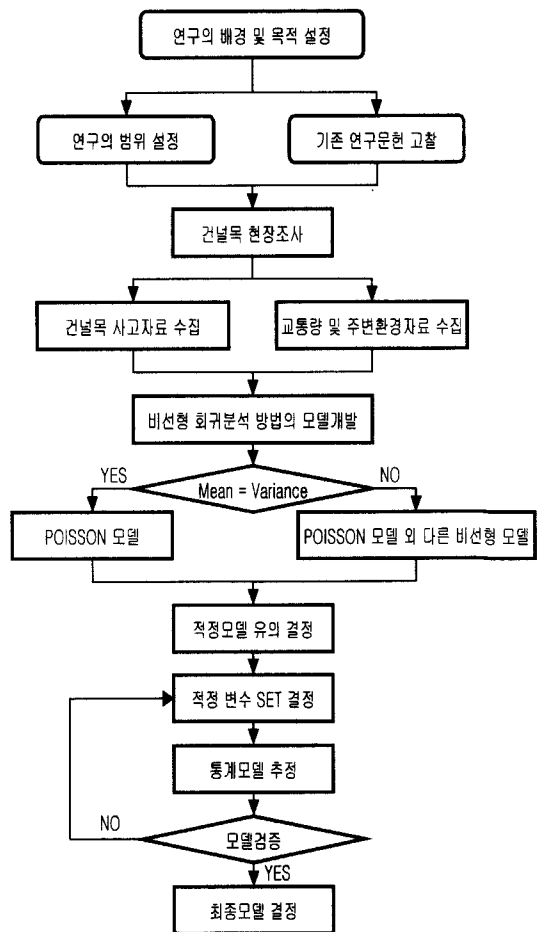 연구의 배경 및 목적 설정
연구의 범위 설정
기존 연구문헌 고찰
건널목 현장조사
건널목 사고자료 수집
교통량 및 주변환경자료 수집
비선형 회귀분석 방법의 모델개발
YES
Mean = Variance
NO
POISSON 모델
POISSON 모델 외 다른 비선형 모델
적정모델 유의 결정
적정 변수 SET 결정
통계모델 추정
NO
모델검증
YES
최종모델 결정